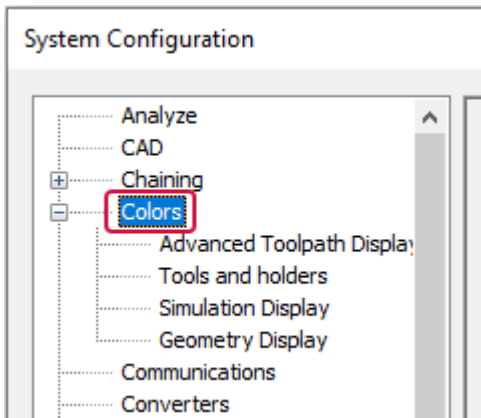 System Configuration
Analyze
CAD
Chaining
Colors
Advanced Toolpath Display
Tools and holders
Simulation Display
Geometry Display
Communications
Converters